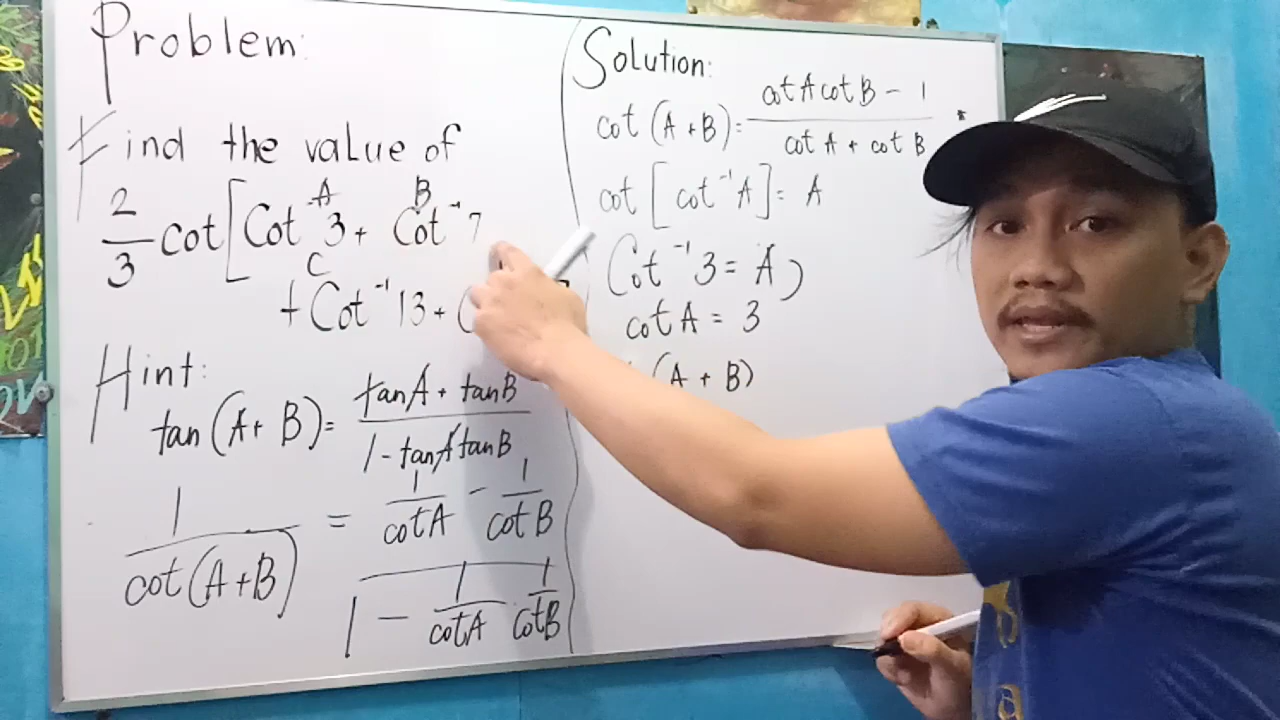 Problem:
Find the value of
A B
2/3 cot [Cot⁻¹3 + Cot⁻¹7
C
+ Cot⁻¹13 + C
Hint:
tan (A + B) = (tanA + tanB) / (1 - tanA tanB)
1 / cot(A+B) = (1/cotA - 1/cotB) / (1 - 1/cotA 1/cotB)
Solution:
cot (A+B) = (cotA cotB - 1) / (cotA + cotB)
cot [cot⁻¹A] = A
(Cot⁻¹3 = A)
cotA = 3
(A + B)